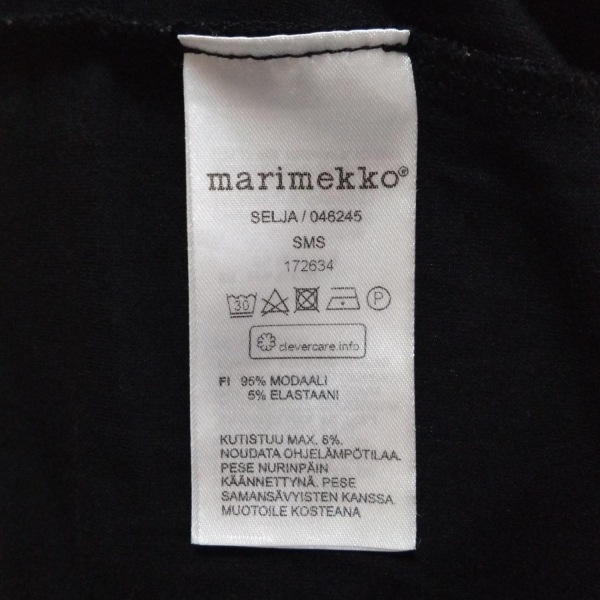 marimekko®
SELJA / 046245
SMS
172634
30 P
clevercare.info
FI 95% MODAALI
5% ELASTAANI
KUTISTUU MAX. 6%.
NOUDATA OHJELÄMPÖTILAA.
PESE NURINPÄIN
KÄÄNNETTYNÄ. PESE
SAMANSÄVYISTEN KANSSA.
MUOTOILE KOSTEANA